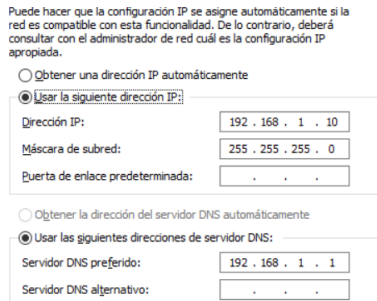 Puede hacer que la configuración IP se asigne automáticamente si la
red es compatible con esta funcionalidad. De lo contrario, deberá
consultar con el administrador de red cuál es la configuración IP
apropiada.
Obtener una dirección IP automáticamente
Usar la siguiente dirección IP:
Dirección IP: 192 . 168 . 1 . 10
Máscara de subred: 255 . 255 . 255 . 0
Puerta de enlace predeterminada: . . .
Obtener la dirección del servidor DNS automáticamente
Usar las siguientes direcciones de servidor DNS:
Servidor DNS preferido: 192 . 168 . 1 . 1
Servidor DNS alternativo: . . .